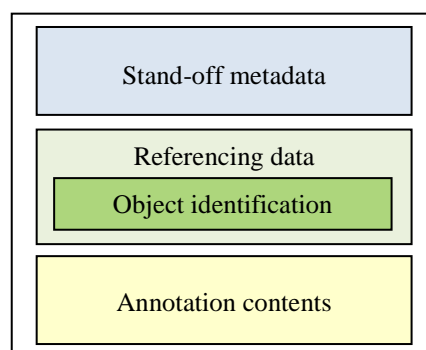 Stand-off metadata
Referencing data
Object identification
Annotation contents